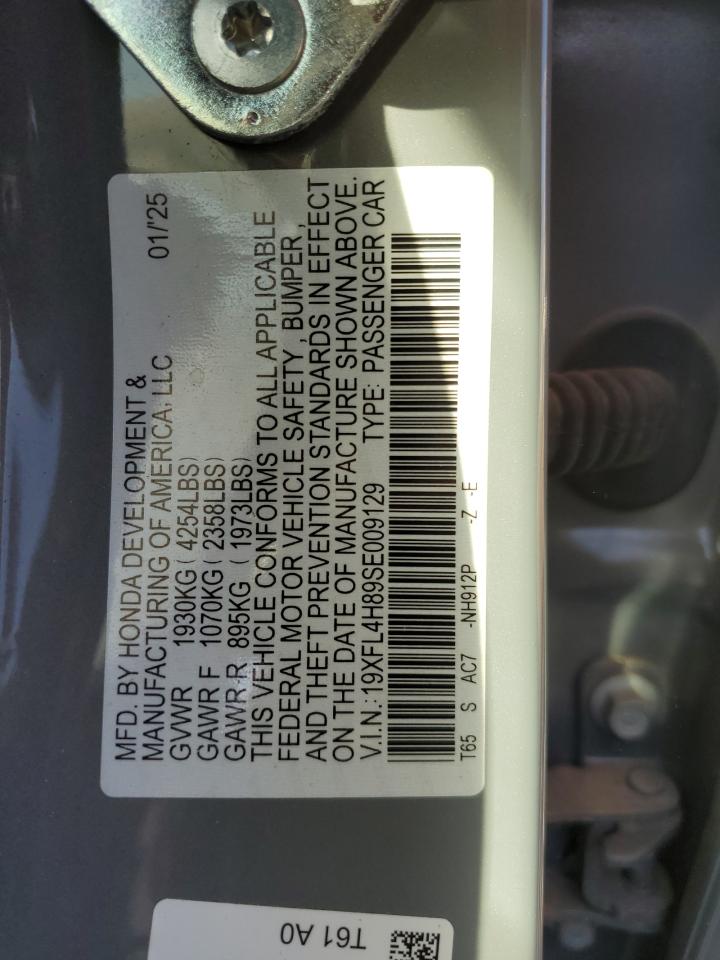 MFD. BY HONDA DEVELOPMENT & 01/'25
MANUFACTURING OF AMERICA, LLC
GVWR 1930KG ( 4254LBS)
GAWR F 1070KG ( 2358LBS)
GAWR R 895KG ( 1973LBS)
THIS VEHICLE CONFORMS TO ALL APPLICABLE
FEDERAL MOTOR VEHICLE SAFETY , BUMPER ,
AND THEFT PREVENTION STANDARDS IN EFFECT
ON THE DATE OF MANUFACTURE SHOWN ABOVE.
V.I.N.: 19XFL4H89SE009129 TYPE: PASSENGER CAR
T65 S AC7 -NH912P -Z -E
T61 A0